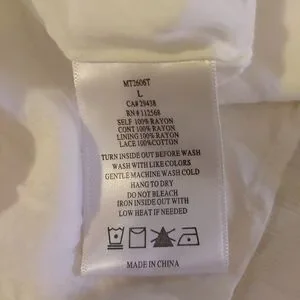 MT2606T
L
CA# 29438
RN # 112568
SELF 100% RAYON
CONT 100% RAYON
LINING 100% RAYON
LACE 100%COTTON
TURN INSIDE OUT BEFORE WASH
WASH WITH LIKE COLORS
GENTLE MACHINE WASH COLD
HANG TO DRY
DO NOT BLEACH
IRON INSIDE OUT WITH
LOW HEAT IF NEEDED
MADE IN CHINA